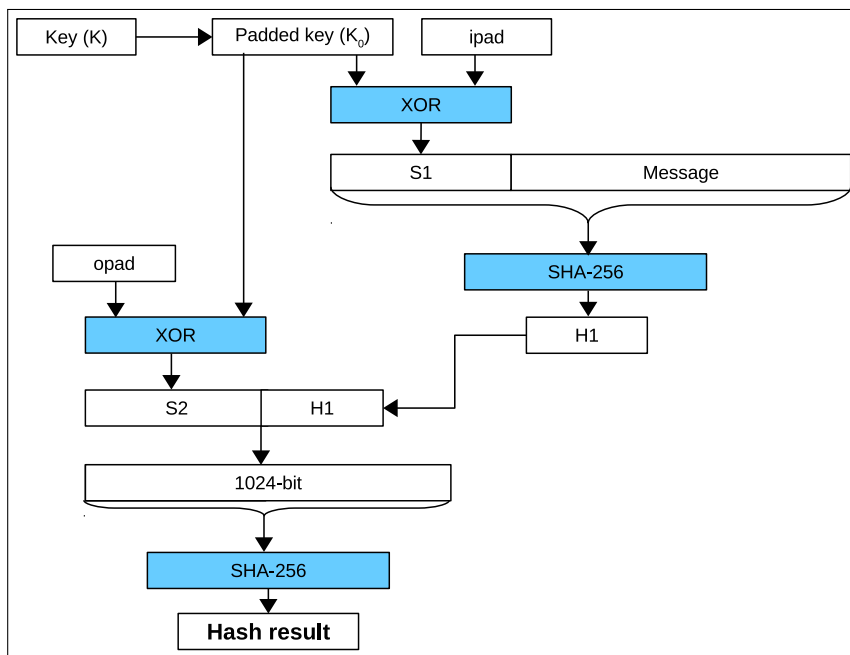 Key (K)
Padded key (K₀)
ipad
XOR
S1
Message
SHA-256
opad
H1
XOR
S2
H1
1024-bit
SHA-256
Hash result